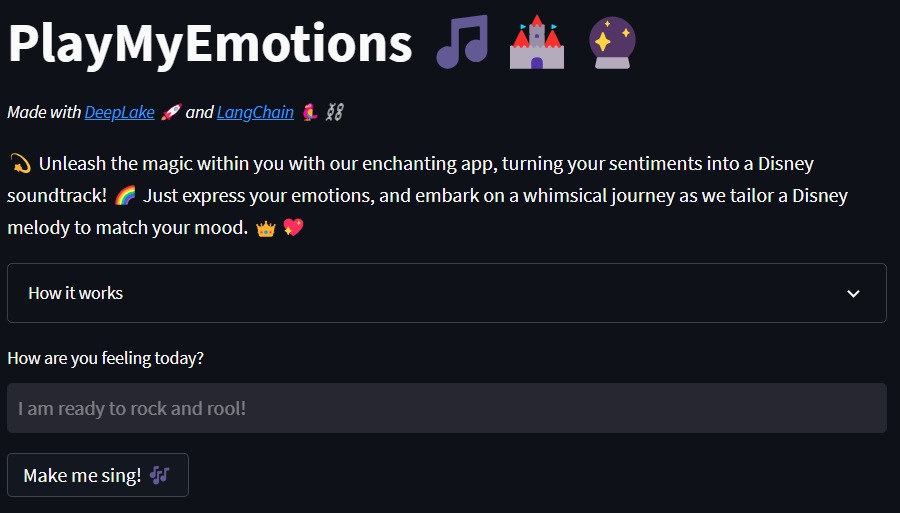 PlayMyEmotions 🎵 🏰 🔮
Made with DeepLake 🚀 and LangChain 🦜⛓️
💫 Unleash the magic within you with our enchanting app, turning your sentiments into a Disney
soundtrack! 🌈 Just express your emotions, and embark on a whimsical journey as we tailor a Disney
melody to match your mood. 👑 💖
How it works
How are you feeling today?
I am ready to rock and rool!
Make me sing! 🎶